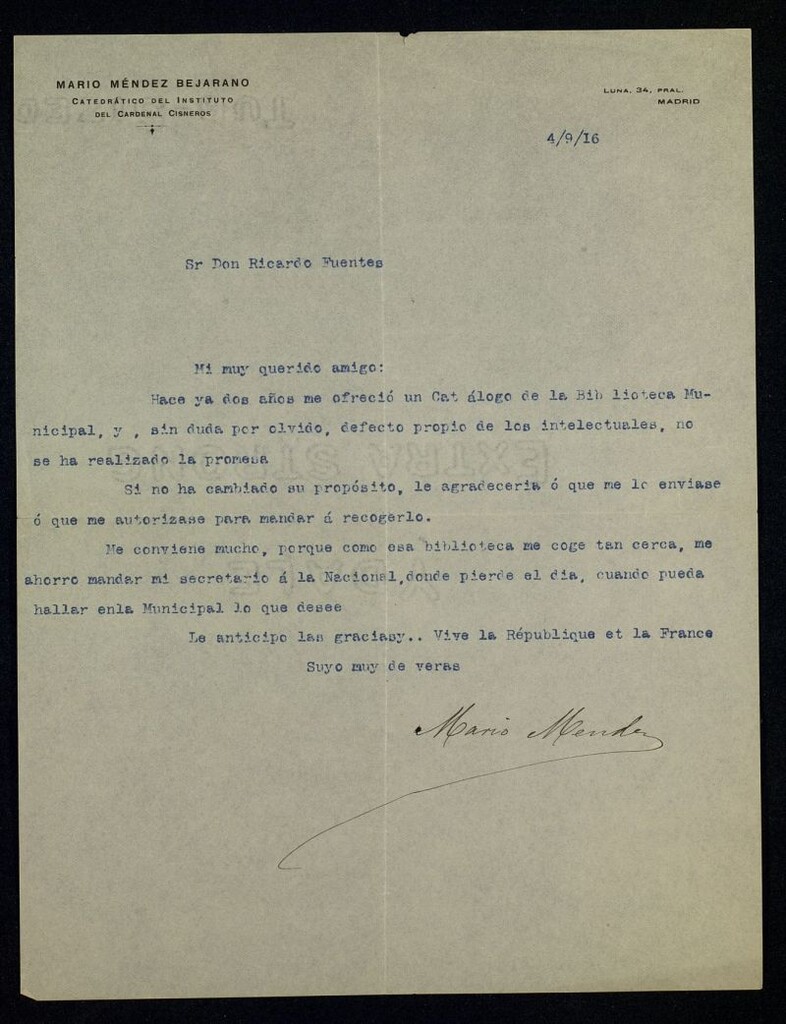 MARIO MÉNDEZ BEJARANO
CATEDRÁTICO DEL INSTITUTO
DEL CARDENAL CISNEROS
LUNA, 34, PRAL.
MADRID
4/9/16
Sr Don Ricardo Fuentes
Mi muy querido amigo:
Hace ya dos años me ofreció un Cat álogo de la Bib lioteca Mu-
nicipal, y , sin duda por olvido, defecto propio de los intelectuales, no
se ha realizado la promesa
Si no ha cambiado su propósito, le agradeceria ó que me lo enviase
ó que me autorizase para mandar á recogerlo.
Me conviene mucho, porque como esa biblioteca me coge tan cerca, me
ahorro mandar mi secretario á la Nacional,donde pierde el dia, cuando pueda
hallar enla Municipal lo que desee
Le anticipo las graciasy.. Vive la République et la France
Suyo muy de veras
Mario Mendez
EXTRA ST